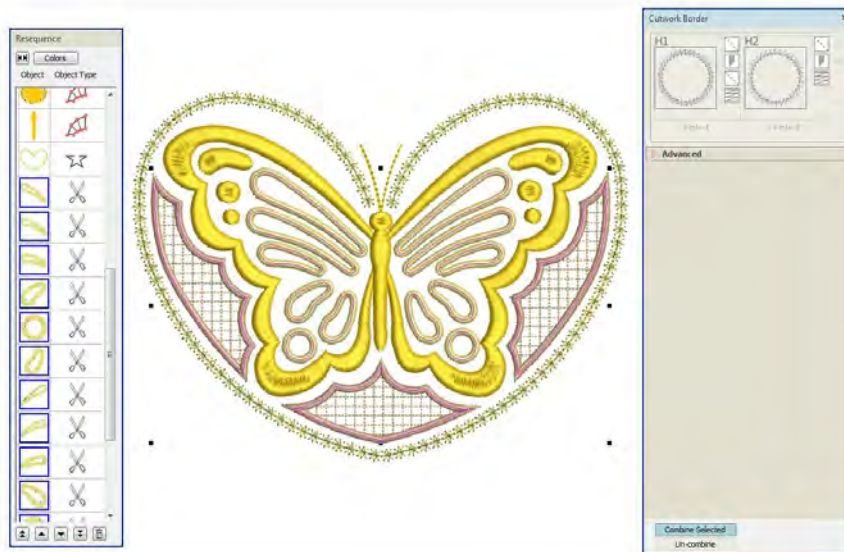 Resequence
Colors
Object Object Type
Cutwork Border
H1 H2
Advanced
Combine Selected
Un-combine